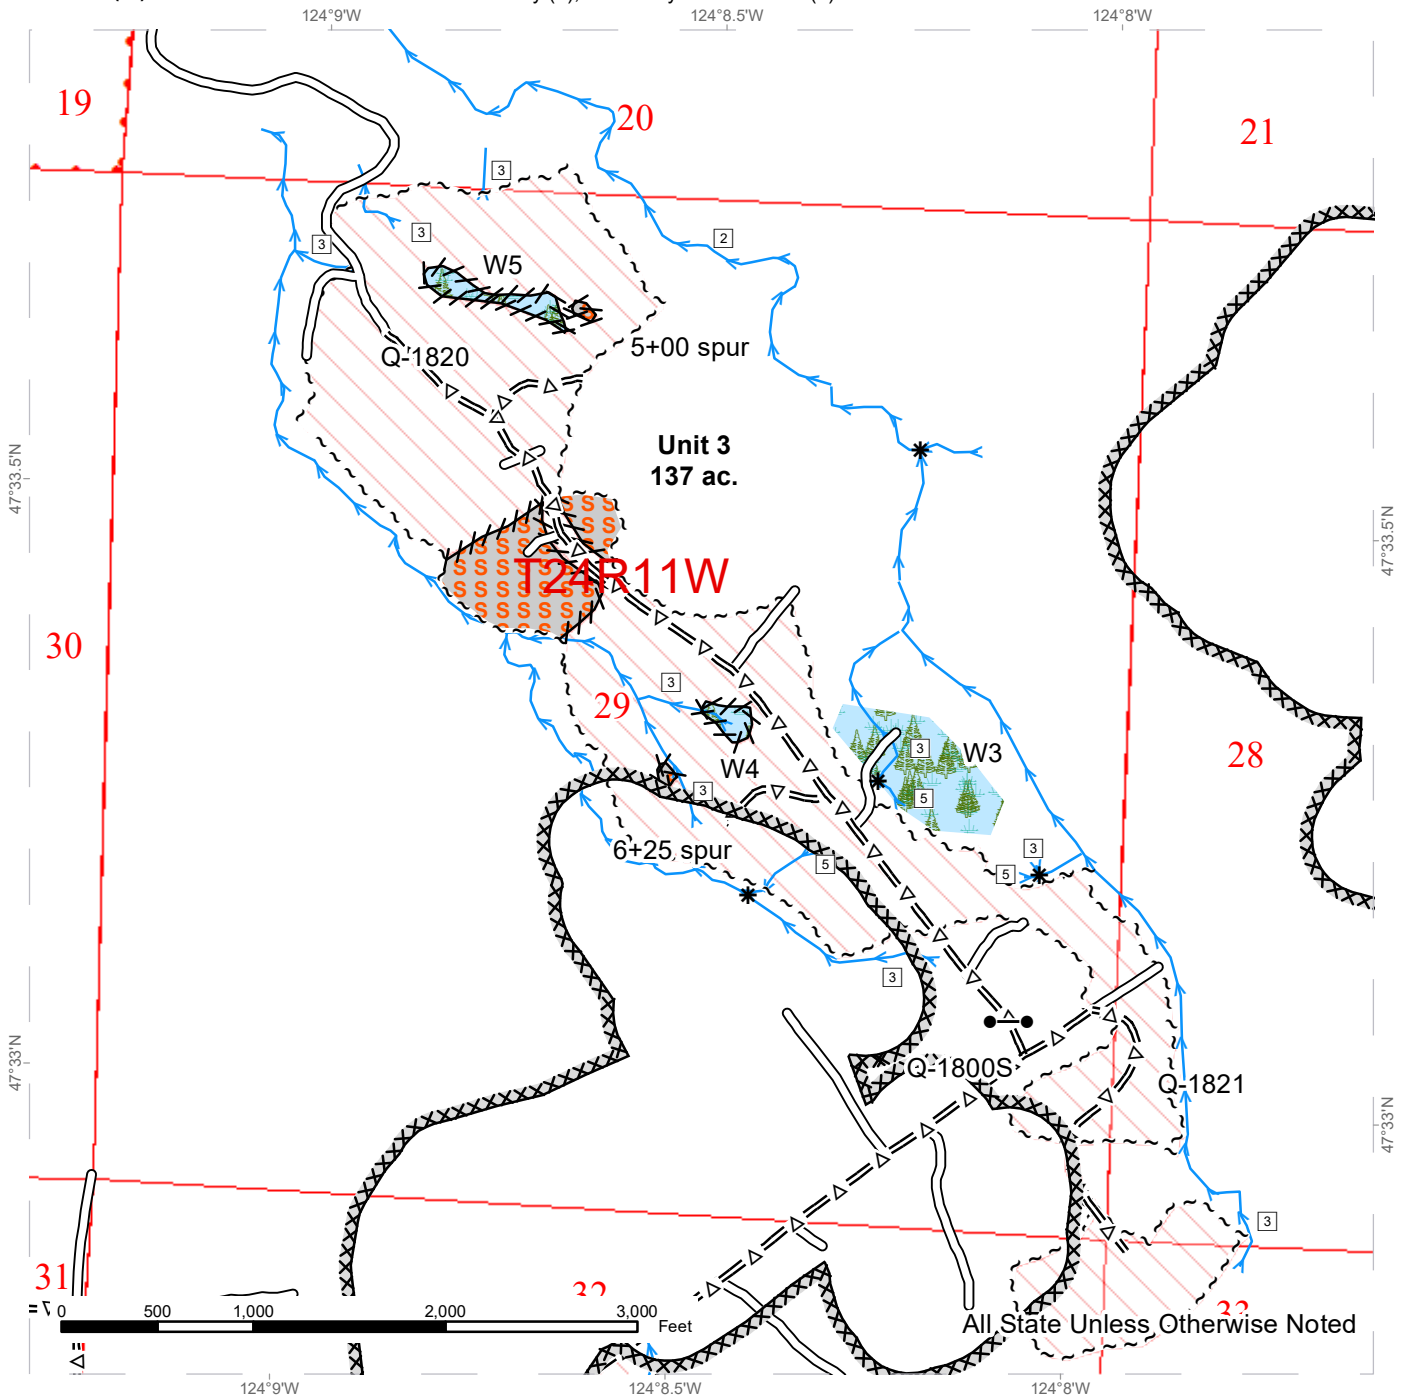 124°9'W
124°8.5'W
124°8'W
19
20
21
3
3
2
3
W5
5+00 spur
Q-1820
Unit 3
137 ac.
47°33.5'N
47°33.5'N
S S S
S S S S S S
S S S S S S S
T24R11W
S S S S S S S
S S S S S S
30
3
29
28
3
W3
W4
3
5
6+25 spur
3
5
5
3
47°33'N
Q-1800S
Q-1821
47°33'N
3
31
32
33
0
500
1,000
2,000
3,000
Feet
All State Unless Otherwise Noted
124°9'W
124°8.5'W
124°8'W